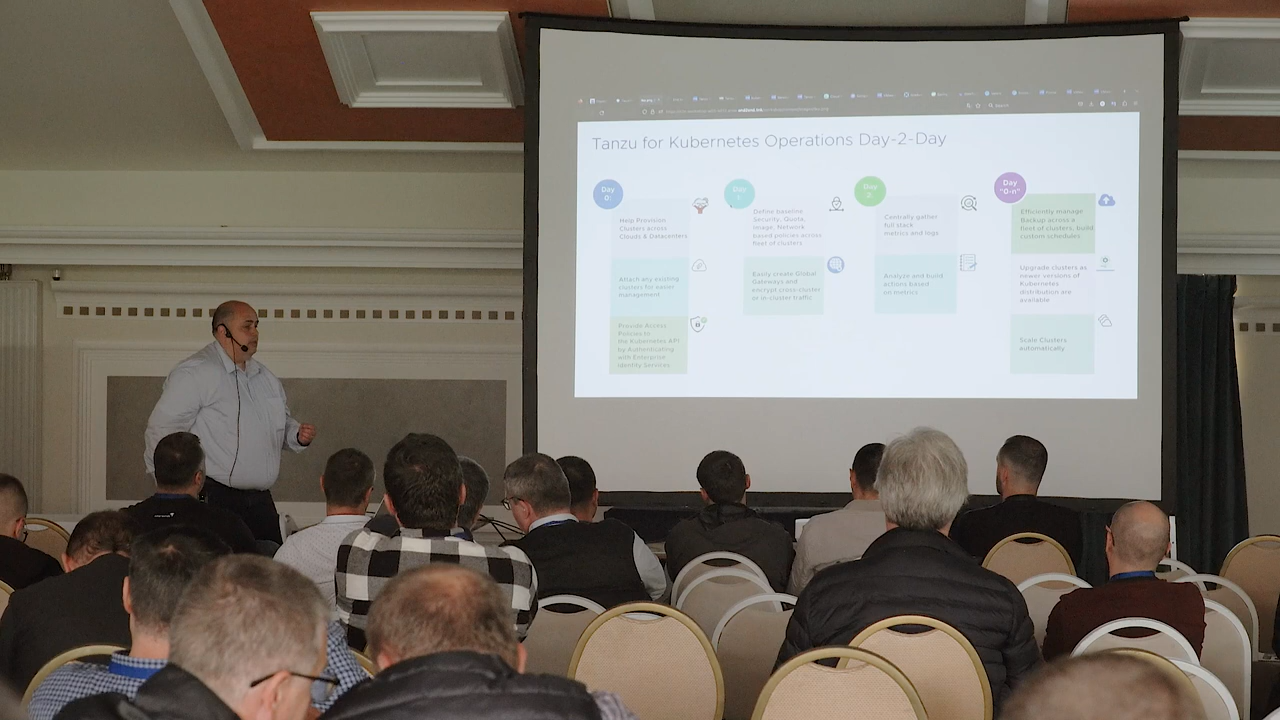 Tanzu for Kubernetes Operations Day-2-Day
Day
0:
Help Provision
Clusters across
Clouds & Datacenters
Attach any existing
clusters for easier
management
Provide Access
Policies to
the Kubernetes API
by Authenticating
with Enterprise
Identity Services
Day
Define baseline
Security, Quota,
Image, Network
based policies across
fleet of clusters
Easily create Global
Gateways and
encrypt cross-cluster
or in-cluster traffic
Day
2
Centrally gather
full stack
metrics and logs
Analyze and build
actions based
on metrics
Day
"0-n"
Efficiently manage
Backup across a
fleet of clusters, build
custom schedules
Upgrade clusters as
newer versions of
Kubernetes
distribution are
available
Scale Clusters
automatically